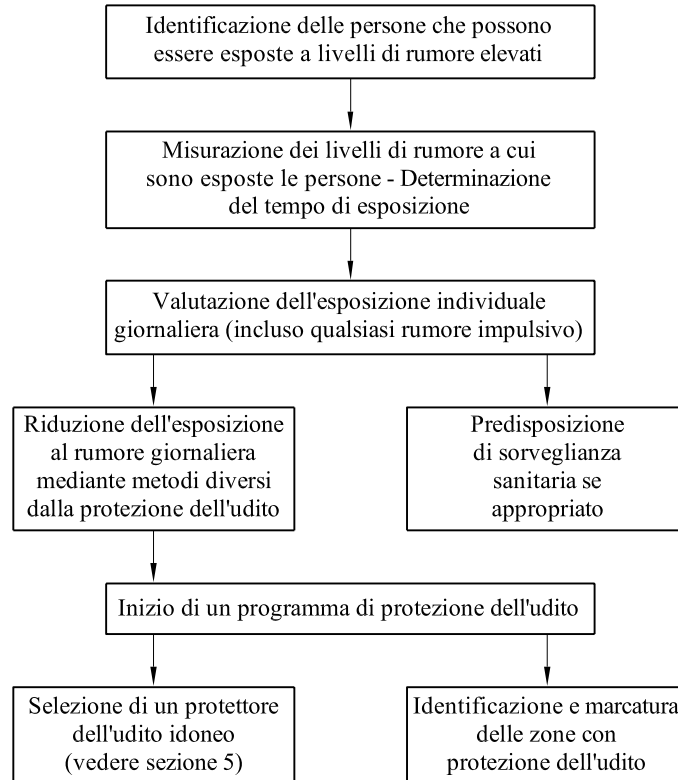 Identificazione delle persone che possono
essere esposte a livelli di rumore elevati
Misurazione dei livelli di rumore a cui
sono esposte le persone - Determinazione
del tempo di esposizione
Valutazione dell'esposizione individuale
giornaliera (incluso qualsiasi rumore impulsivo)
Riduzione dell'esposizione
al rumore giornaliera
mediante metodi diversi
dalla protezione dell'udito
Predisposizione
di sorveglianza
sanitaria se
appropriato
Inizio di un programma di protezione dell'udito
Selezione di un protettore
dell'udito idoneo
(vedere sezione 5)
Identificazione e marcatura
delle zone con
protezione dell'udito